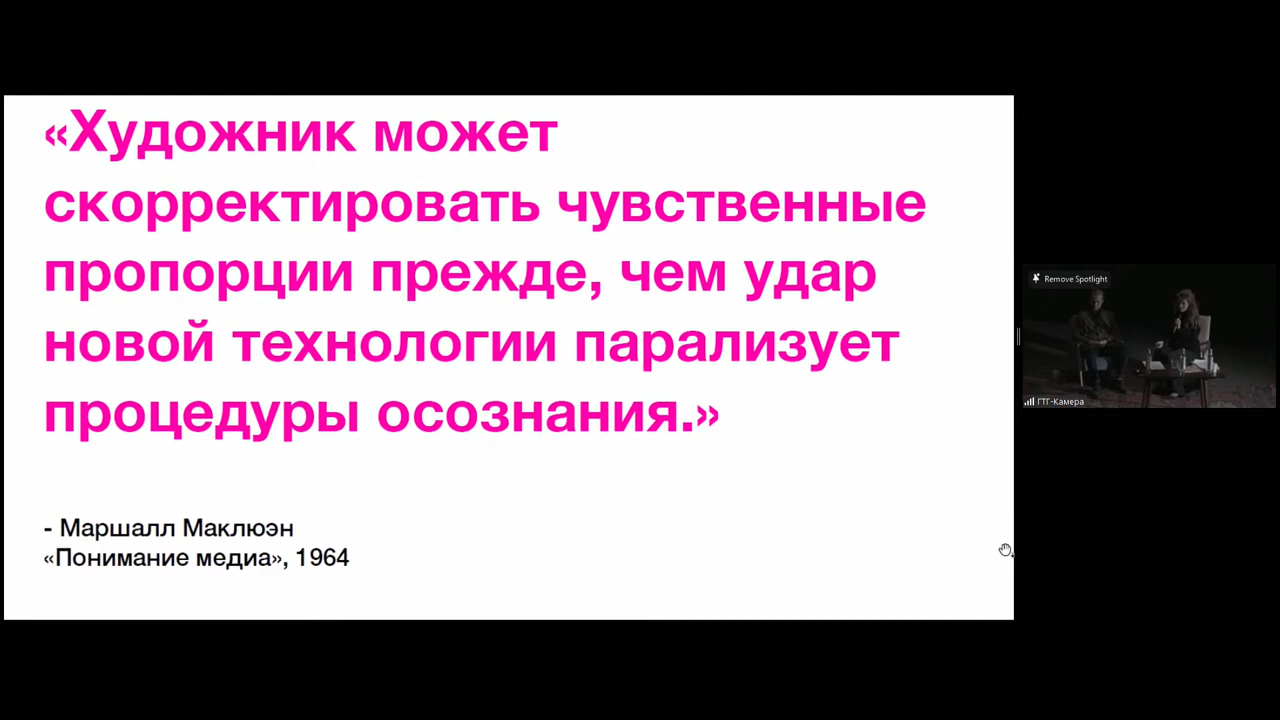 «Художник может
скорректировать чувственные
пропорции прежде, чем удар
новой технологии парализует
процедуры осознания.»
- Маршалл Маклюэн
«Понимание медиа», 1964
Remove Spotlight
ГТГ-Камера